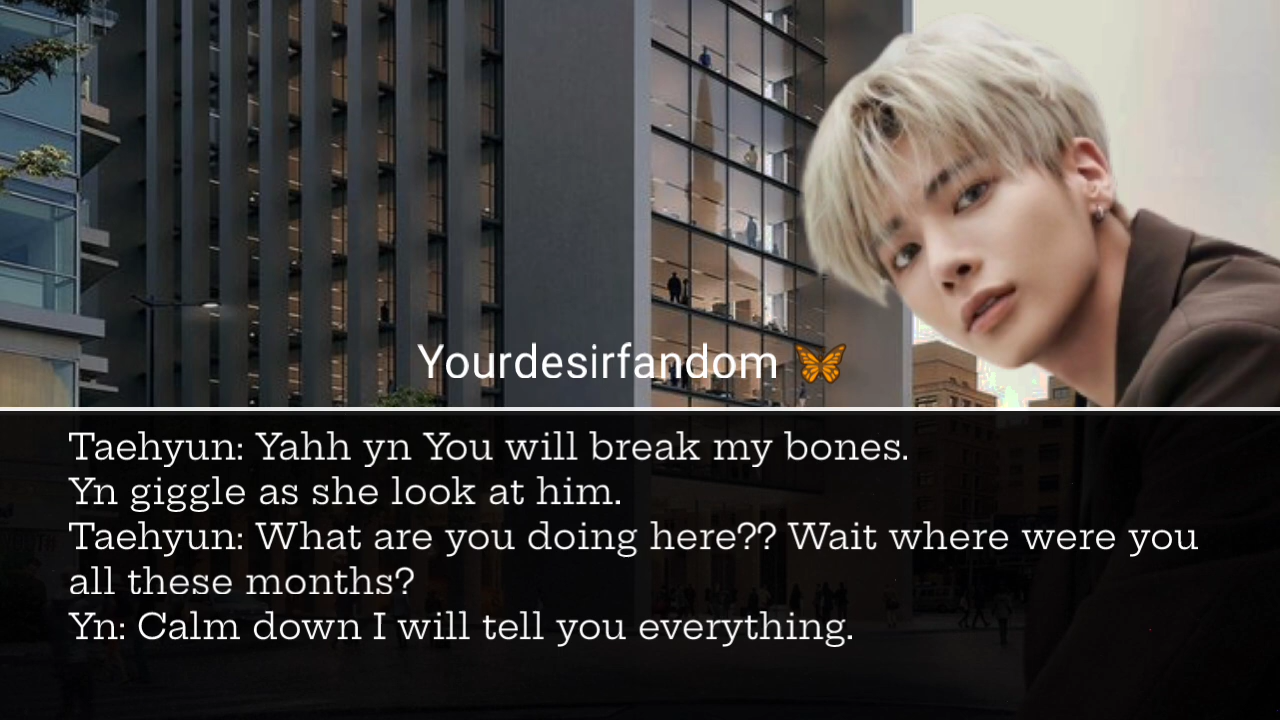 Yourdesirfandom 🦋
Taehyun: Yahh yn You will break my bones.
Yn giggle as she look at him.
Taehyun: What are you doing here?? Wait where were you
all these months?
Yn: Calm down I will tell you everything.